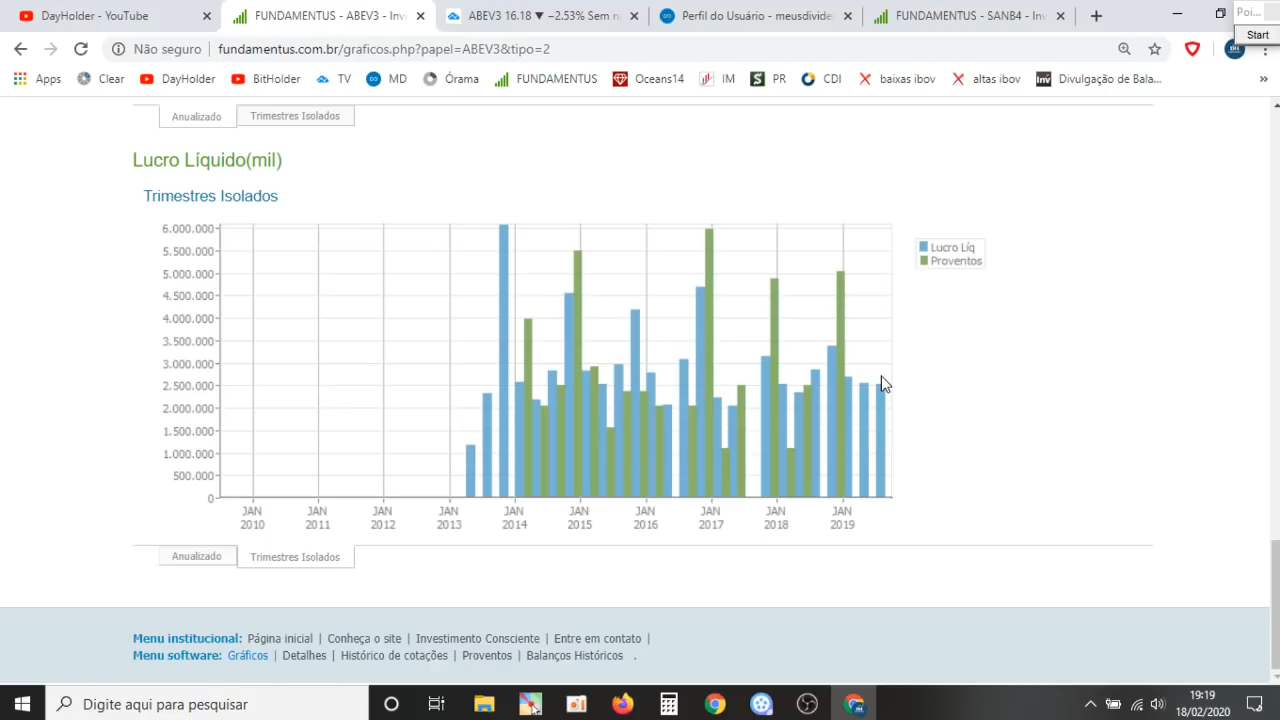 DayHolder - YouTube
FUNDAMENTUS - ABEV3 - Inv
ABEV3 16.18 ▼ −2.53% Sem n
Perfil do Usuário - meusdivide
FUNDAMENTUS - SANB4 - Inv
Poi...
Start
Não seguro | fundamentus.com.br/graficos.php?papel=ABEV3&tipo=2
Apps Clear DayHolder BitHolder TV MD Órama FUNDAMENTUS Oceans14 IM PR CDI baixas ibov altas ibov Divulgação de Bala... »
Anualizado Trimestres Isolados
Lucro Líquido(mil)
Trimestres Isolados
6.000.000
5.500.000
5.000.000
4.500.000
4.000.000
3.500.000
3.000.000
2.500.000
2.000.000
1.500.000
1.000.000
500.000
0
Lucro Líq
Proventos
JAN JAN JAN JAN JAN JAN JAN JAN JAN JAN
2010 2011 2012 2013 2014 2015 2016 2017 2018 2019
Anualizado Trimestres Isolados
Menu institucional: Página inicial | Conheça o site | Investimento Consciente | Entre em contato |
Menu software: Gráficos | Detalhes | Histórico de cotações | Proventos | Balanços Históricos .
Digite aqui para pesquisar
19:19
18/02/2020